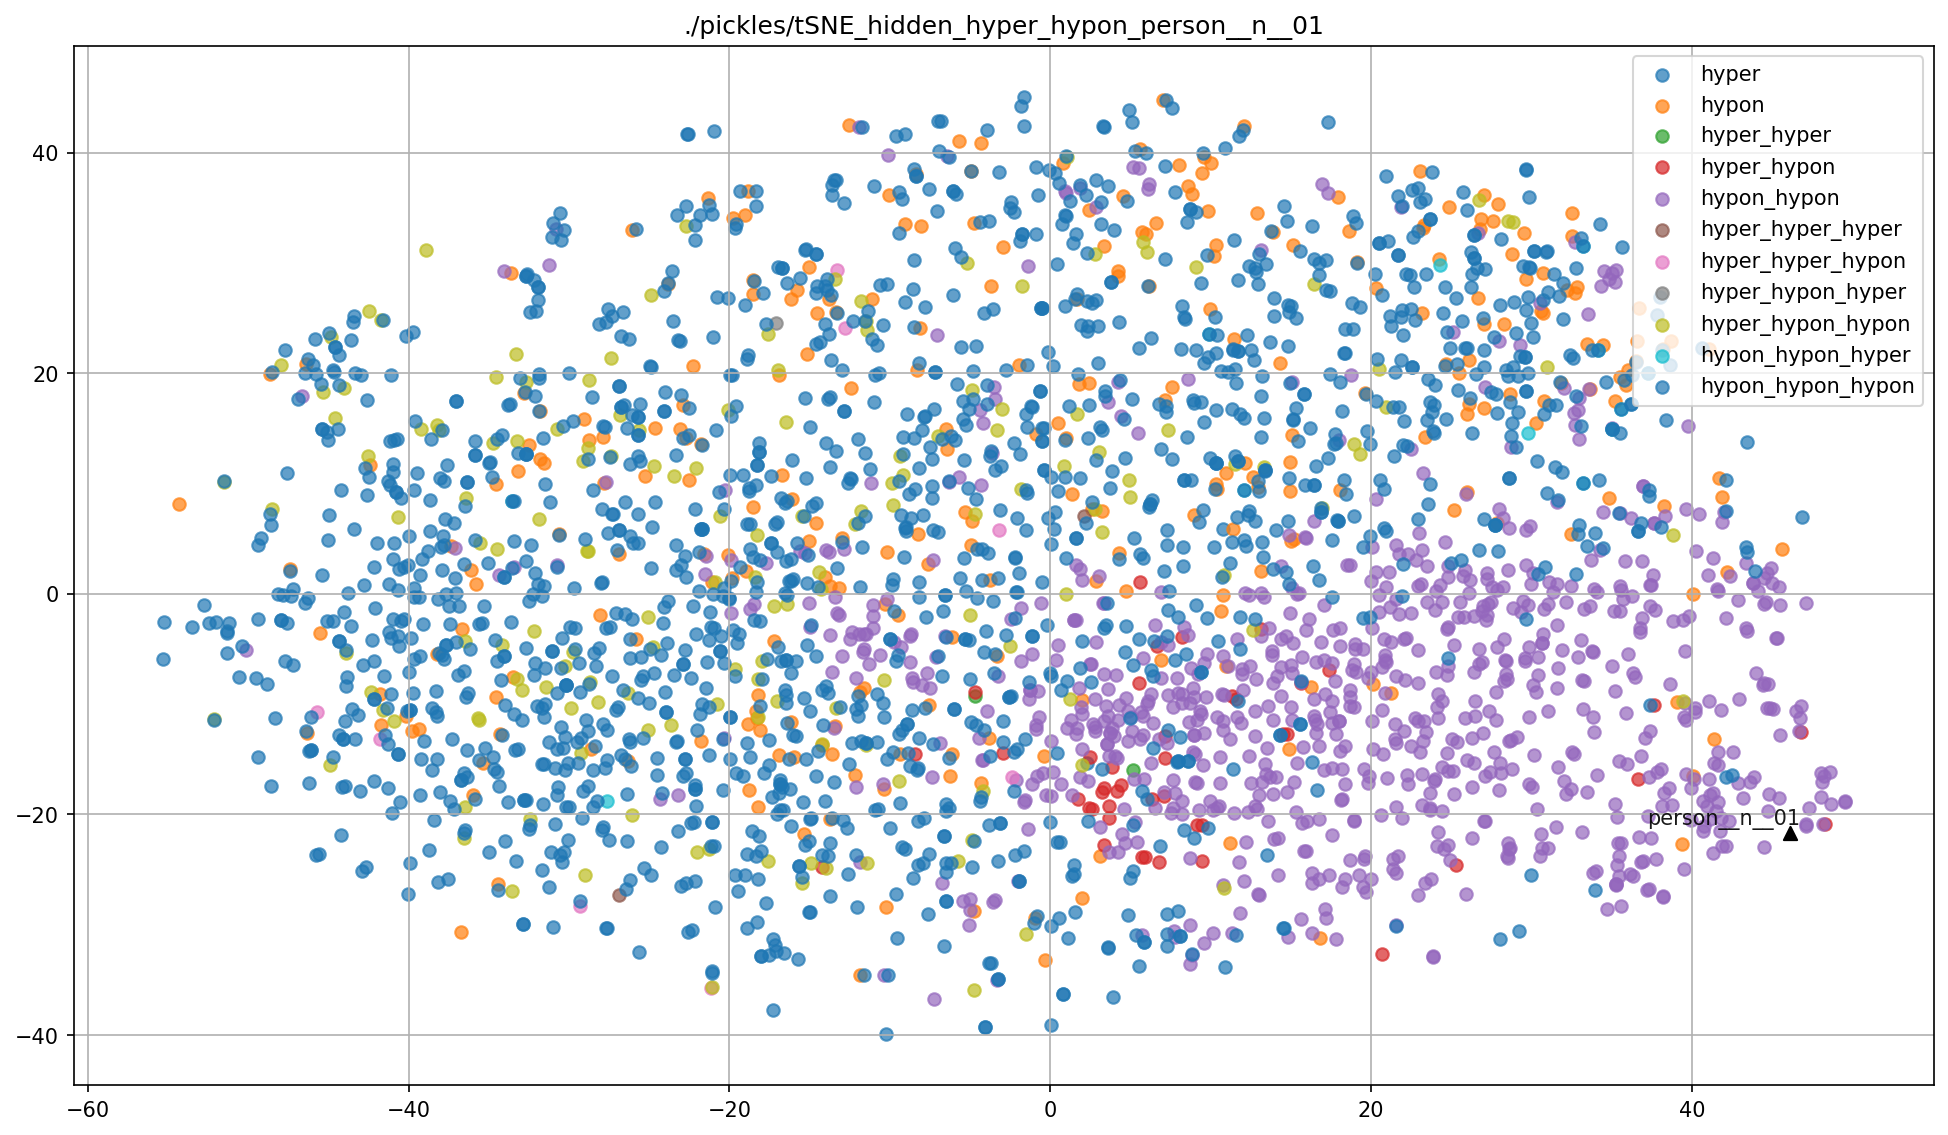 ./pickles/tSNE_hidden_hyper_hypon_person__n__01
hyper
hypon
hyper_hyper
hyper_hypon
hypon_hypon
hyper_hyper_hyper
hyper_hyper_hypon
hyper_hypon_hyper
hyper_hypon_hypon
hypon_hypon_hyper
hypon_hypon_hypon
40
20
0
−20
−40
person__n__01
−60 −40 −20 0 20 40